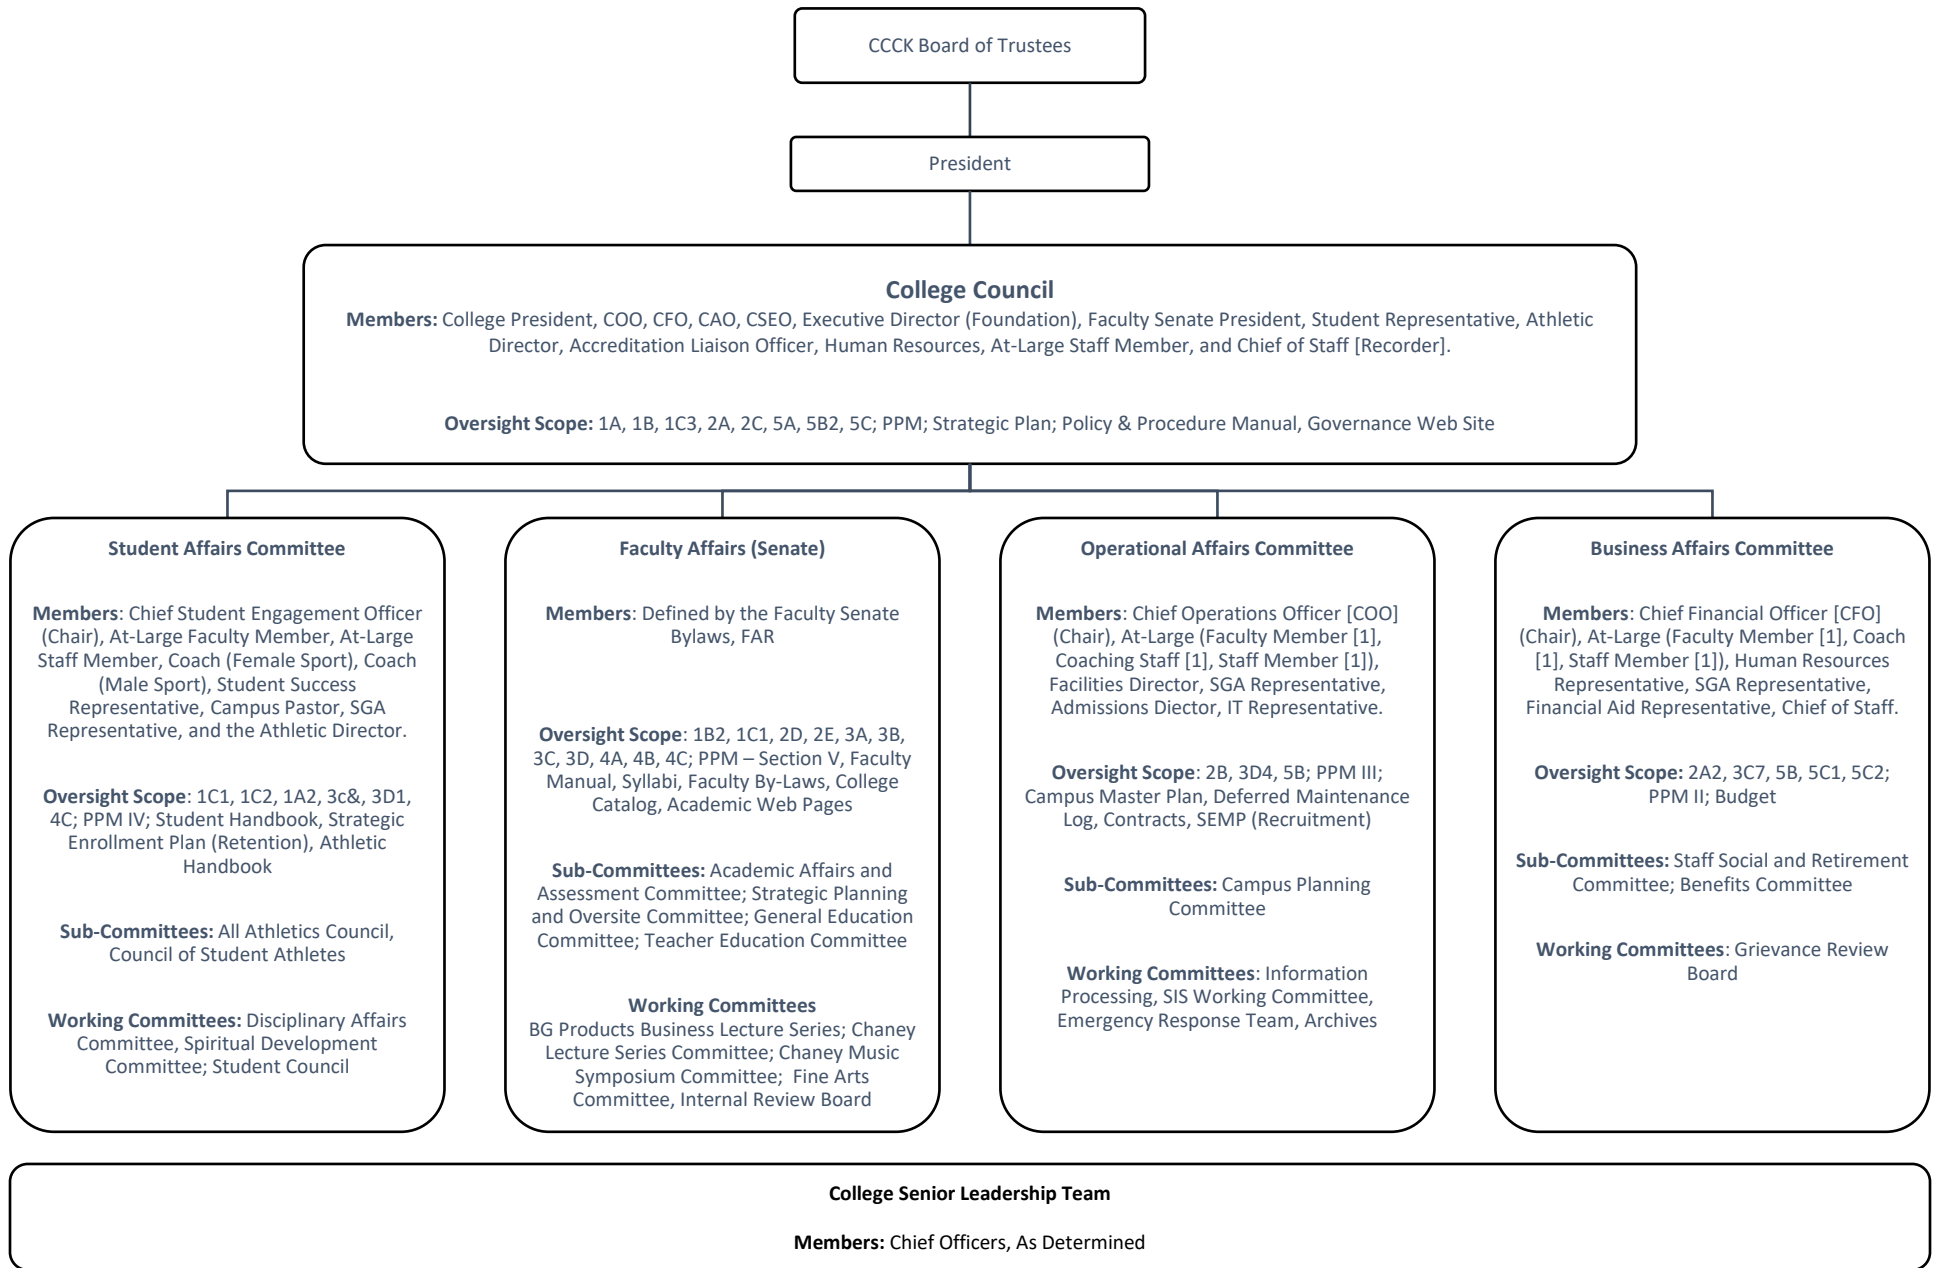 CCCK Board of Trustees
President
College Council
Members: College President, COO, CFO, CAO, CSEO, Executive Director (Foundation), Faculty Senate President, Student Representative, Athletic
Director, Accreditation Liaison Officer, Human Resources, At-Large Staff Member, and Chief of Staff [Recorder].
Oversight Scope: 1A, 1B, 1C3, 2A, 2C, 5A, 5B2, 5C; PPM; Strategic Plan; Policy & Procedure Manual, Governance Web Site
Student Affairs Committee
Members: Chief Student Engagement Officer
(Chair), At-Large Faculty Member, At-Large
Staff Member, Coach (Female Sport), Coach
(Male Sport), Student Success
Representative, Campus Pastor, SGA
Representative, and the Athletic Director.
Oversight Scope: 1C1, 1C2, 1A2, 3c&, 3D1,
4C; PPM IV; Student Handbook, Strategic
Enrollment Plan (Retention), Athletic
Handbook
Sub-Committees: All Athletics Council,
Council of Student Athletes
Working Committees: Disciplinary Affairs
Committee, Spiritual Development
Committee; Student Council
Faculty Affairs (Senate)
Members: Defined by the Faculty Senate
Bylaws, FAR
Oversight Scope: 1B2, 1C1, 2D, 2E, 3A, 3B,
3C, 3D, 4A, 4B, 4C; PPM – Section V, Faculty
Manual, Syllabi, Faculty By-Laws, College
Catalog, Academic Web Pages
Sub-Committees: Academic Affairs and
Assessment Committee; Strategic Planning
and Oversite Committee; General Education
Committee; Teacher Education Committee
Working Committees
BG Products Business Lecture Series; Chaney
Lecture Series Committee; Chaney Music
Symposium Committee; Fine Arts
Committee, Internal Review Board
Operational Affairs Committee
Members: Chief Operations Officer [COO]
(Chair), At-Large (Faculty Member [1],
Coaching Staff [1], Staff Member [1]),
Facilities Director, SGA Representative,
Admissions Diector, IT Representative.
Oversight Scope: 2B, 3D4, 5B; PPM III;
Campus Master Plan, Deferred Maintenance
Log, Contracts, SEMP (Recruitment)
Sub-Committees: Campus Planning
Committee
Working Committees: Information
Processing, SIS Working Committee,
Emergency Response Team, Archives
Business Affairs Committee
Members: Chief Financial Officer [CFO]
(Chair), At-Large (Faculty Member [1], Coach
[1], Staff Member [1]), Human Resources
Representative, SGA Representative,
Financial Aid Representative, Chief of Staff.
Oversight Scope: 2A2, 3C7, 5B, 5C1, 5C2;
PPM II; Budget
Sub-Committees: Staff Social and Retirement
Committee; Benefits Committee
Working Committees: Grievance Review
Board
College Senior Leadership Team
Members: Chief Officers, As Determined